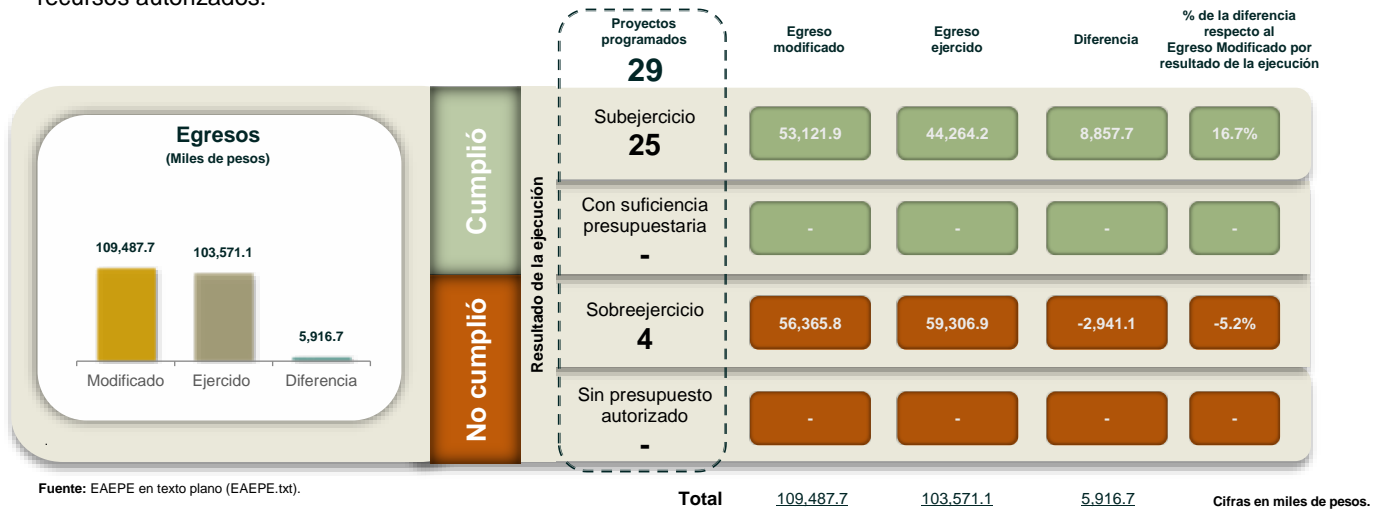 recursos autorizados.
Proyectos
programados
29
Egreso
modificado
Egreso
ejercido
Diferencia
% de la diferencia
respecto al
Egreso Modificado por
resultado de la ejecución
Egresos
(Miles de pesos)
109,487.7
103,571.1
5,916.7
Modificado
Ejercido
Diferencia
Cumplió
No cumplió
Resultado de la ejecución
Subejercicio
25
53,121.9
44,264.2
8,857.7
16.7%
Con suficiencia
presupuestaria
-
-
-
-
-
Sobreejercicio
4
56,365.8
59,306.9
-2,941.1
-5.2%
Sin presupuesto
autorizado
-
-
-
-
-
Fuente: EAEPE en texto plano (EAEPE.txt).
Total 109,487.7 103,571.1 5,916.7 Cifras en miles de pesos.